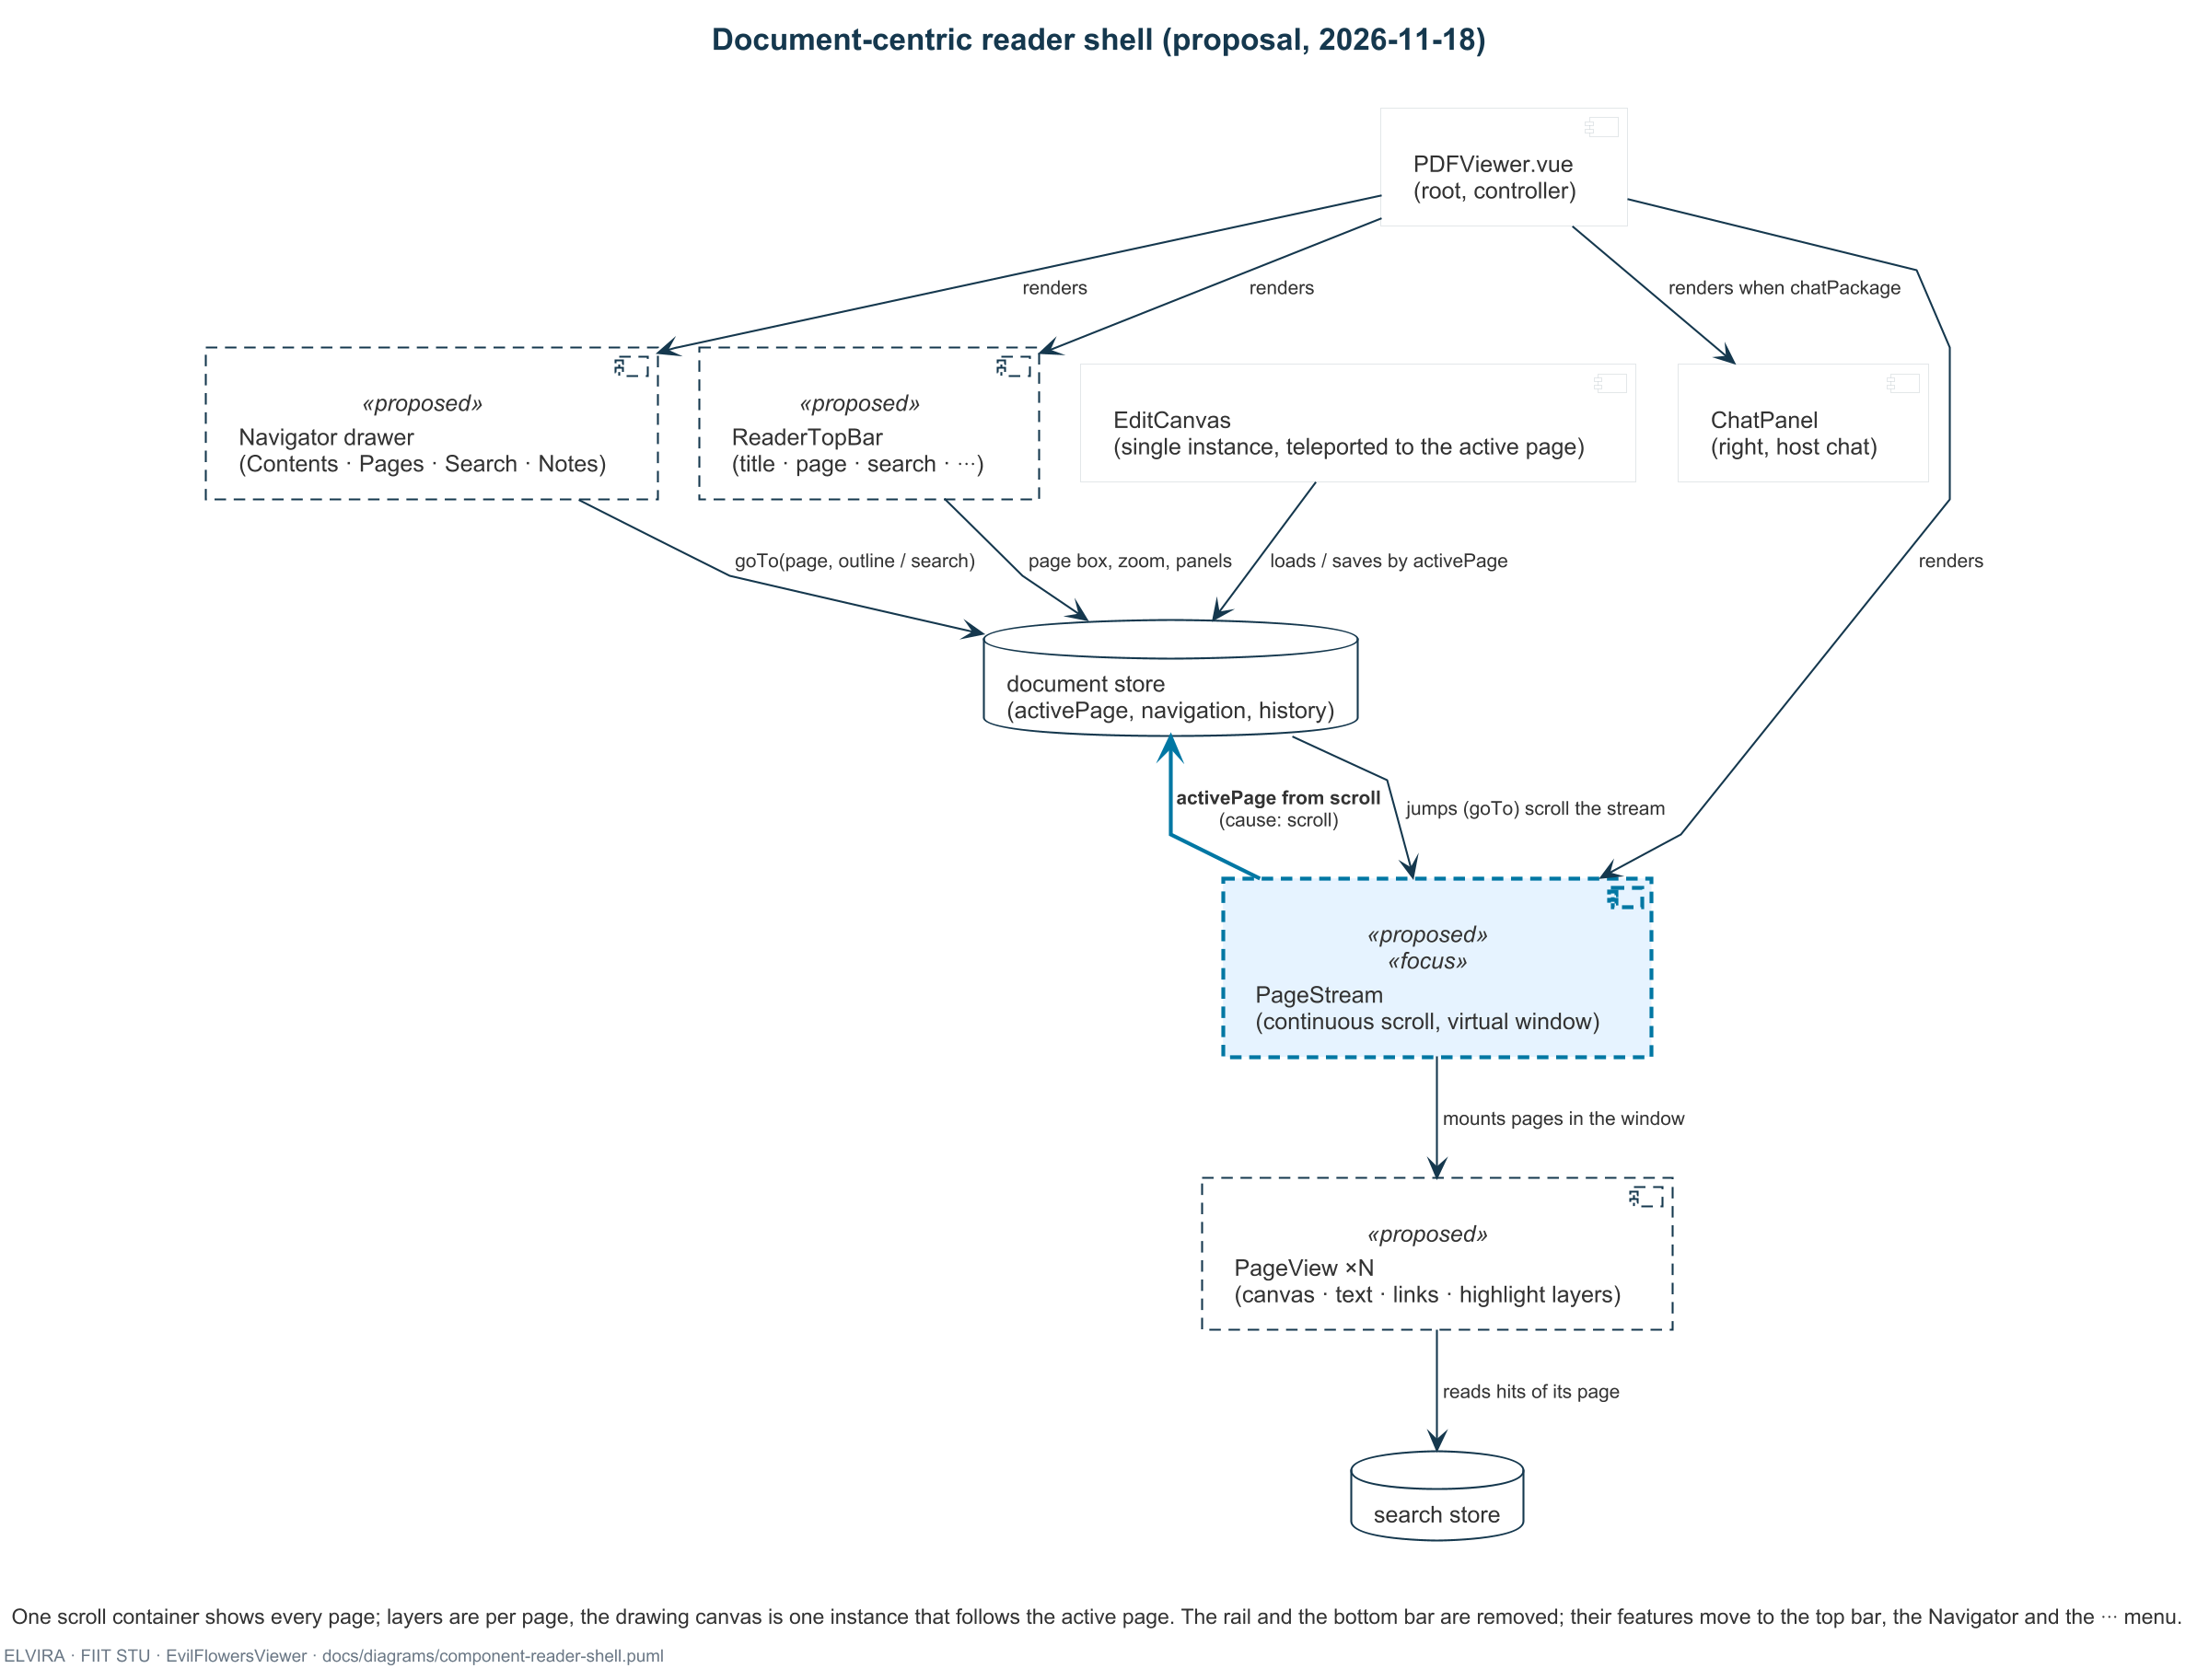 Document-centric reader shell (proposal, 2026-11-18)
PDFViewer.vue
(root, controller)
renders
renders
renders when chatPackage
«proposed»
Navigator drawer
(Contents · Pages · Search · Notes)
«proposed»
ReaderTopBar
(title · page · search · ···)
EditCanvas
(single instance, teleported to the active page)
ChatPanel
(right, host chat)
goTo(page, outline / search)
page box, zoom, panels
loads / saves by activePage
renders
document store
(activePage, navigation, history)
activePage from scroll
(cause: scroll)
jumps (goTo) scroll the stream
«proposed»
«focus»
PageStream
(continuous scroll, virtual window)
mounts pages in the window
«proposed»
PageView ×N
(canvas · text · links · highlight layers)
reads hits of its page
search store
One scroll container shows every page; layers are per page, the drawing canvas is one instance that follows the active page. The rail and the bottom bar are removed; their features move to the top bar, the Navigator and the ··· menu.
ELVIRA · FIIT STU · EvilFlowersViewer · docs/diagrams/component-reader-shell.puml